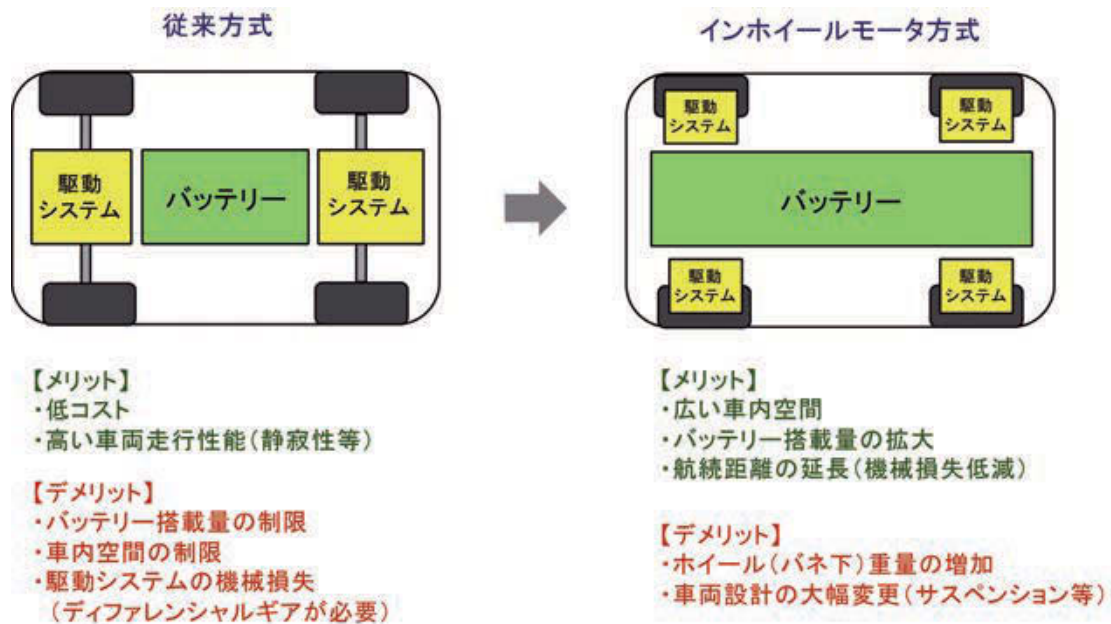 従来方式
駆動
システム
バッテリー
駆動
システム
【メリット】
・低コスト
・高い車両走行性能（静寂性等）
【デメリット】
・バッテリー搭載量の制限
・車内空間の制限
・駆動システムの機械損失
（ディファレンシャルギアが必要）
インホイールモータ方式
駆動
システム
駆動
システム
バッテリー
駆動
システム
駆動
システム
【メリット】
・広い車内空間
・バッテリー搭載量の拡大
・航続距離の延長（機械損失低減）
【デメリット】
・ホイール（バネ下）重量の増加
・車両設計の大幅変更（サスペンション等）